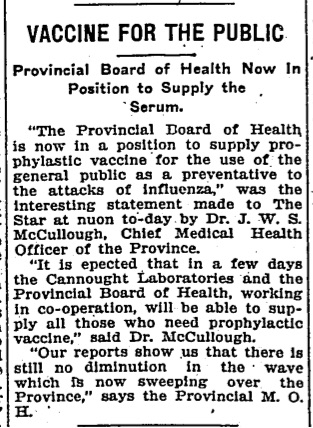 VACCINE FOR THE PUBLIC
Provincial Board of Health Now In
Position to Supply the
Serum.
"The Provincial Board of Health
is now in a position to supply pro-
phylastic vaccine for the use of the
general public as a preventative to
the attacks of influenza," was the
interesting statement made to The
Star at nuon to-day by Dr. J. W. S.
McCullough, Chief Medical Health
Officer of the Province.
"It is epected that in a few days
the Cannought Laboratories and the
Provincial Board of Health, working
in co-operation, will be able to sup-
ply all those who need prophylactic
vaccine," said Dr. McCullough.
"Our reports show us that there is
still no diminution in the wave
which is now sweeping over the
Province," says the Provincial M. O.
H.